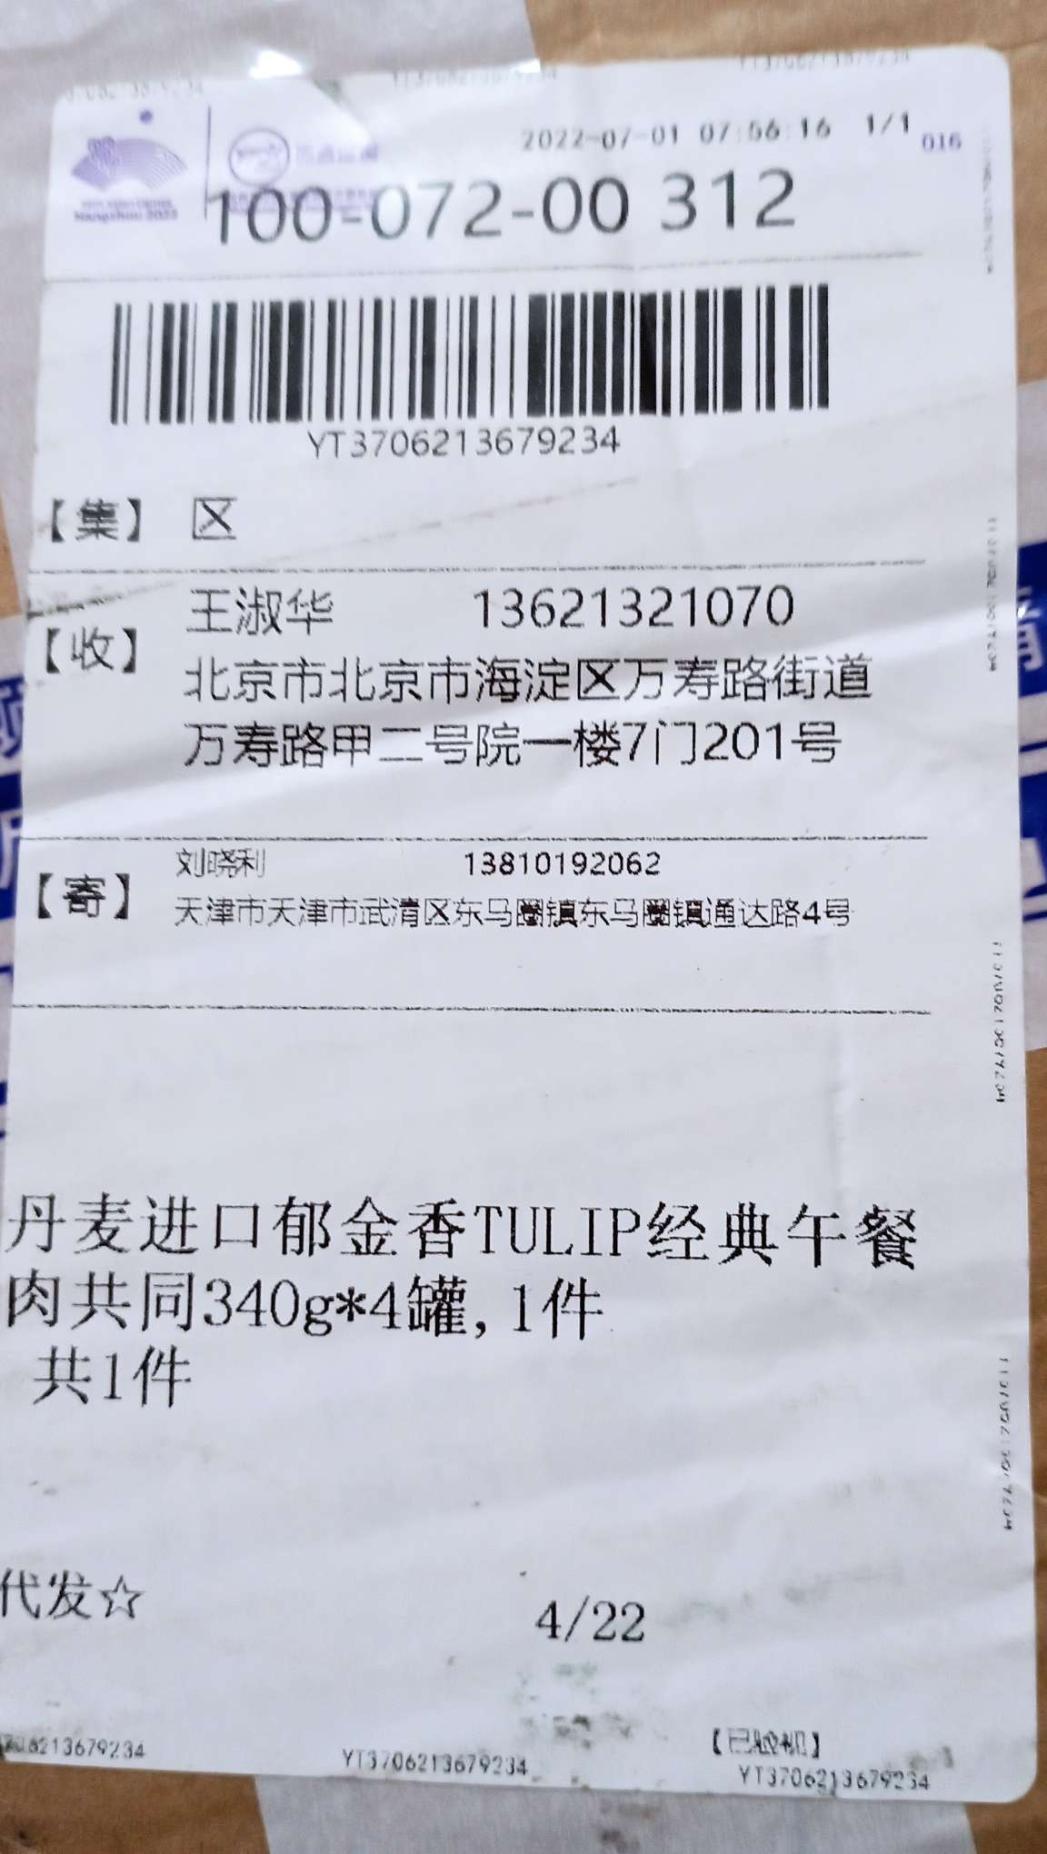 2022-07-01 07:56:16 1/1
016
Hangzhou 2022
100-072-00 312
YT3706213679234
【集】 区
王淑华 13621321070
【收】
北京市北京市海淀区万寿路街道
万寿路甲二号院一楼7门201号
刘晓利 13810192062
【寄】
天津市天津市武清区东马圈镇东马圈镇通达路4号
丹麦进口郁金香TULIP经典午餐
肉共同340g*4罐,1件
共1件
代发☆
4/22
【已验视】
YT3706213679234
YT3706213679234